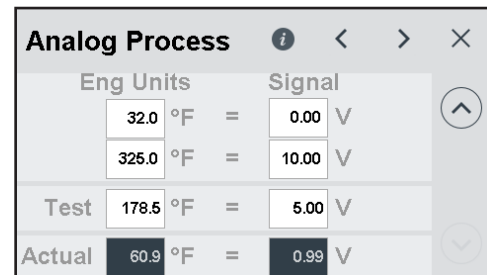 Analog Process i < > ×
Eng Units Signal
32.0 °F = 0.00 V
325.0 °F = 10.00 V
Test 178.5 °F = 5.00 V
Actual 60.9 °F = 0.99 V